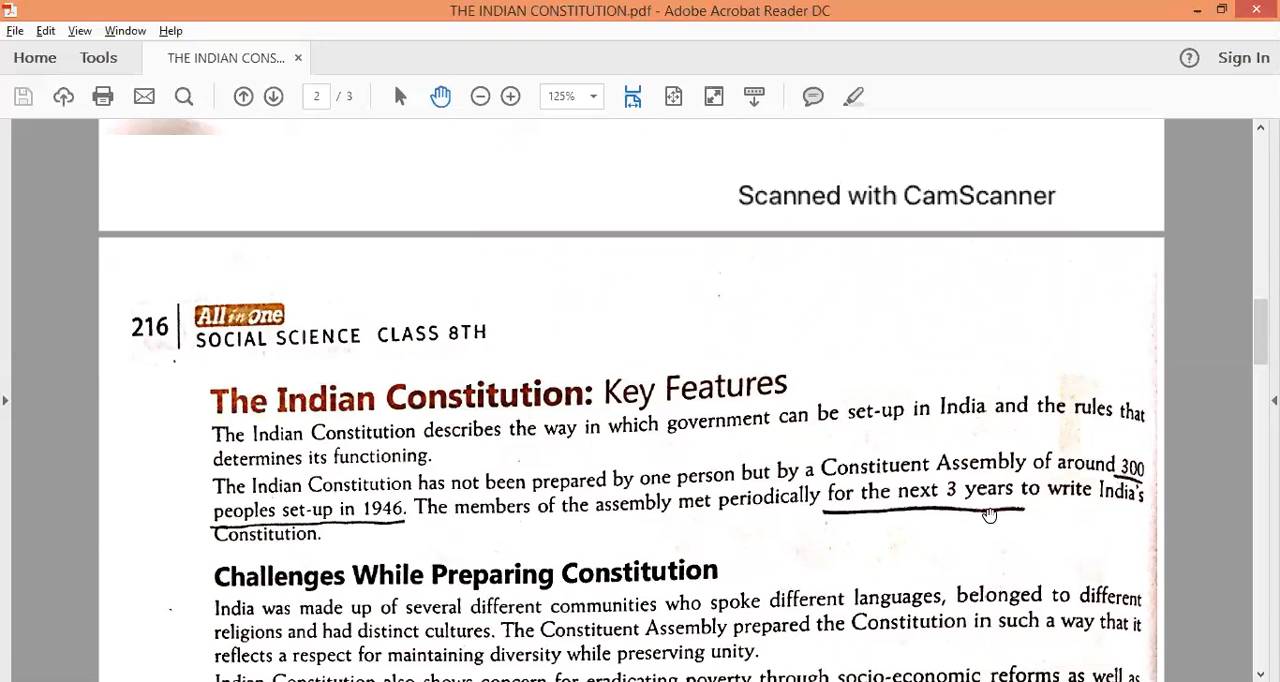 THE INDIAN CONSTITUTION.pdf - Adobe Acrobat Reader DC
File Edit View Window Help
Home Tools THE INDIAN CONS... × Sign In
2 / 3 125%
Scanned with CamScanner
216 All in One
SOCIAL SCIENCE CLASS 8TH
The Indian Constitution: Key Features
The Indian Constitution describes the way in which government can be set-up in India and the rules that
determines its functioning.
The Indian Constitution has not been prepared by one person but by a Constituent Assembly of around 300
peoples set-up in 1946. The members of the assembly met periodically for the next 3 years to write India's
Constitution.
Challenges While Preparing Constitution
India was made up of several different communities who spoke different languages, belonged to different
religions and had distinct cultures. The Constituent Assembly prepared the Constitution in such a way that it
reflects a respect for maintaining diversity while preserving unity.
Indian Constitution also shows concern for eradicating poverty through socio-economic reforms as well as